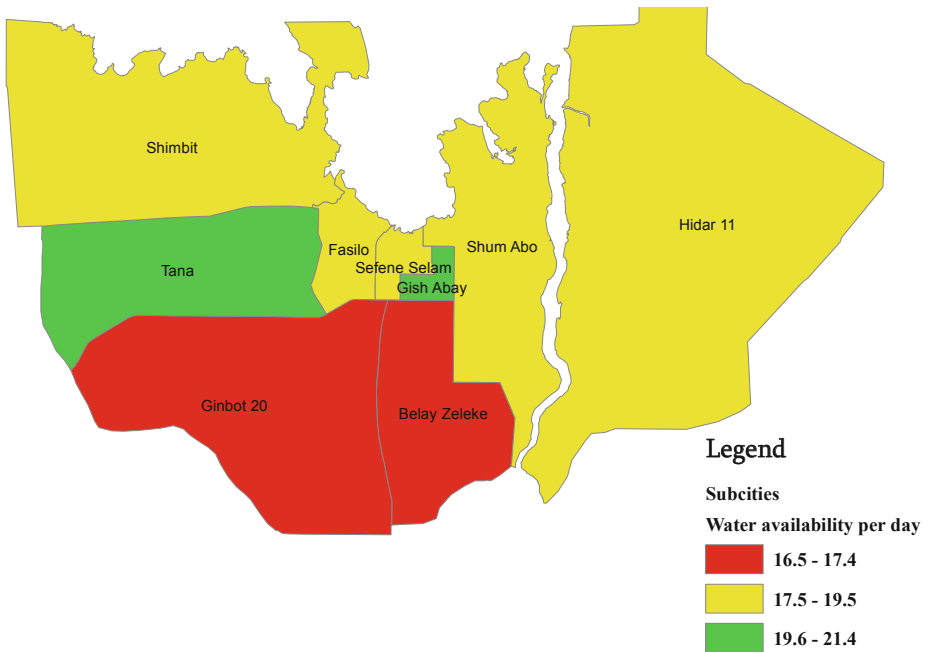 Shimbit
Hidar 11
Shum Abo
Fasilo
Sefene Selam
Tana
Gish Abay
Ginbot 20
Belay Zeleke
Legend
Subcities
Water availability per day
16.5 - 17.4
17.5 - 19.5
19.6 - 21.4